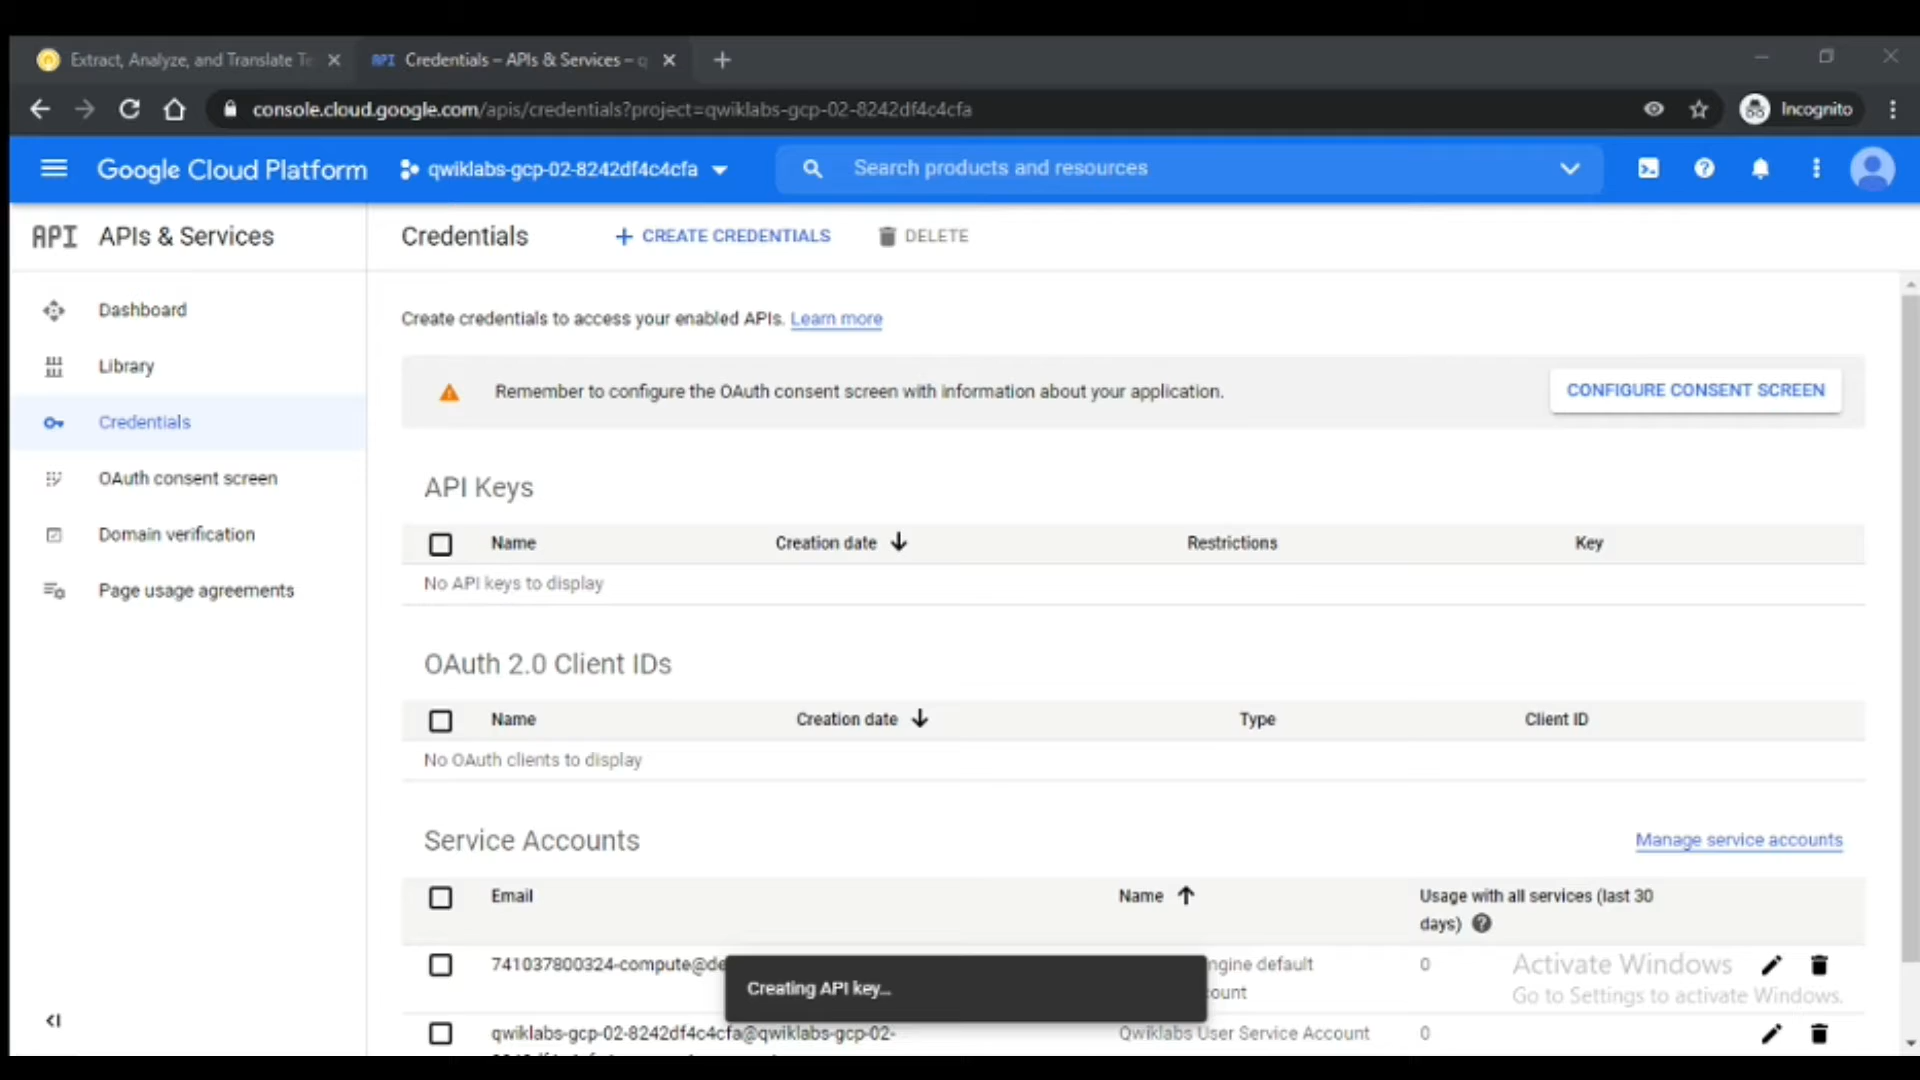 Extract, Analyze, and Translate Te
API Credentials – APIs & Services – q
console.cloud.google.com/apis/credentials?project=qwiklabs-gcp-02-8242df4c4cfa
Incognito
Google Cloud Platform
qwiklabs-gcp-02-8242df4c4cfa
Search products and resources
API APIs & Services
Credentials
+ CREATE CREDENTIALS
DELETE
Dashboard
Library
Credentials
OAuth consent screen
Domain verification
Page usage agreements
Create credentials to access your enabled APIs. Learn more
Remember to configure the OAuth consent screen with information about your application.
CONFIGURE CONSENT SCREEN
API Keys
Name Creation date Restrictions Key
No API keys to display
OAuth 2.0 Client IDs
Name Creation date Type Client ID
No OAuth clients to display
Service Accounts
Manage service accounts
Email Name Usage with all services (last 30
days)
741037800324-compute@de ngine default 0
ount
Creating API key...
Activate Windows
Go to Settings to activate Windows.
qwiklabs-gcp-02-8242df4c4cfa@qwiklabs-gcp-02- Qwiklabs User Service Account 0